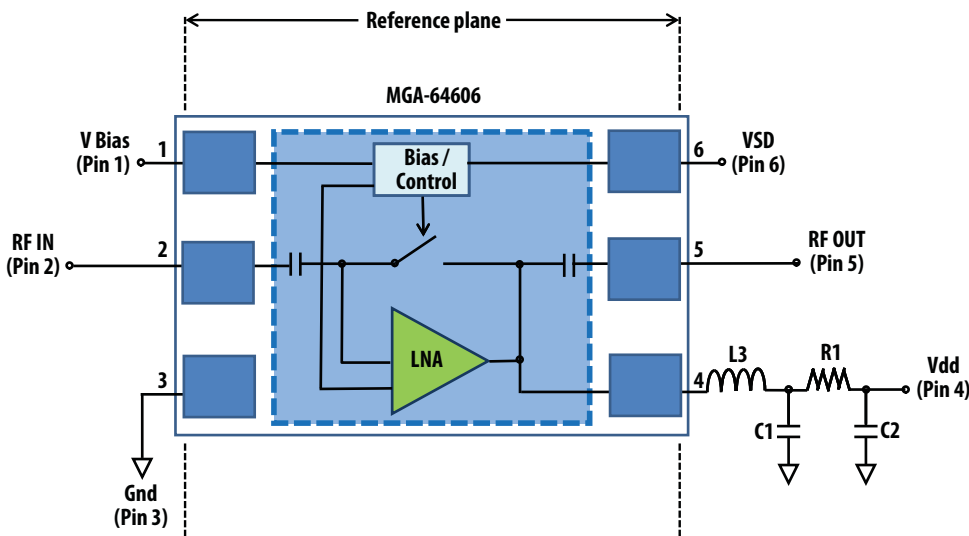 Reference plane
MGA-64606
V Bias
(Pin 1)
1
Bias /
Control
6
VSD
(Pin 6)
RF IN
(Pin 2)
2
5
RF OUT
(Pin 5)
LNA
3
4
L3
R1
Vdd
(Pin 4)
C1
C2
Gnd
(Pin 3)